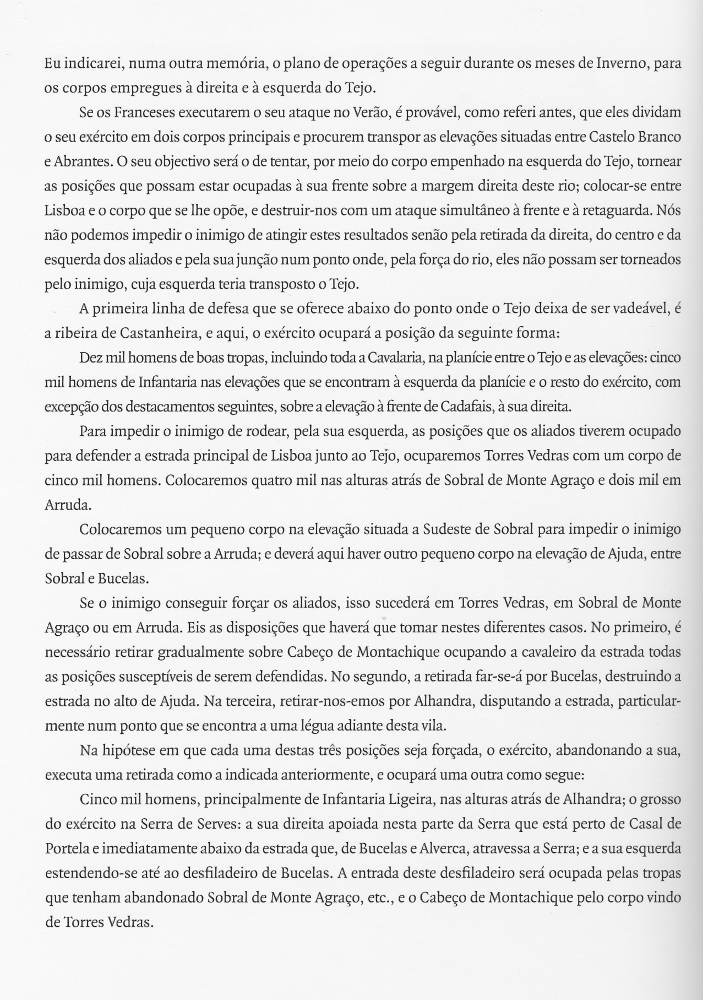 Eu indicarei, numa outra memória, o plano de operações a seguir durante os meses de Inverno, para
os corpos empregues à direita e à esquerda do Tejo.
Se os Franceses executarem o seu ataque no Verão, é provável, como referi antes, que eles dividam
o seu exército em dois corpos principais e procurem transpor as elevações situadas entre Castelo Branco
e Abrantes. O seu objectivo será o de tentar, por meio do corpo empenhado na esquerda do Tejo, tornear
as posições que possam estar ocupadas à sua frente sobre a margem direita deste rio; colocar-se entre
Lisboa e o corpo que se lhe opõe, e destruir-nos com um ataque simultâneo à frente e à retaguarda. Nós
não podemos impedir o inimigo de atingir estes resultados senão pela retirada da direita, do centro e da
esquerda dos aliados e pela sua junção num ponto onde, pela força do rio, eles não possam ser torneados
pelo inimigo, cuja esquerda teria transposto o Tejo.
A primeira linha de defesa que se oferece abaixo do ponto onde o Tejo deixa de ser vadeável, é
a ribeira de Castanheira, e aqui, o exército ocupará a posição da seguinte forma:
Dez mil homens de boas tropas, incluindo toda a Cavalaria, na planície entre o Tejo e as elevações: cinco
mil homens de Infantaria nas elevações que se encontram à esquerda da planície e o resto do exército, com
excepção dos destacamentos seguintes, sobre a elevação à frente de Cadafais, à sua direita.
Para impedir o inimigo de rodear, pela sua esquerda, as posições que os aliados tiverem ocupado
para defender a estrada principal de Lisboa junto ao Tejo, ocuparemos Torres Vedras com um corpo de
cinco mil homens. Colocaremos quatro mil nas alturas atrás de Sobral de Monte Agraço e dois mil em
Arruda.
Colocaremos um pequeno corpo na elevação situada a Sudeste de Sobral para impedir o inimigo
de passar de Sobral sobre a Arruda; e deverá aqui haver outro pequeno corpo na elevação de Ajuda, entre
Sobral e Bucelas.
Se o inimigo conseguir forçar os aliados, isso sucederá em Torres Vedras, em Sobral de Monte
Agraço ou em Arruda. Eis as disposições que haverá que tomar nestes diferentes casos. No primeiro, é
necessário retirar gradualmente sobre Cabeço de Montachique ocupando a cavaleiro da estrada todas
as posições susceptíveis de serem defendidas. No segundo, a retirada far-se-á por Bucelas, destruindo a
estrada no alto de Ajuda. Na terceira, retirar-nos-emos por Alhandra, disputando a estrada, particular-
mente num ponto que se encontra a uma légua adiante desta vila.
Na hipótese em que cada uma destas três posições seja forçada, o exército, abandonando a sua,
executa uma retirada como a indicada anteriormente, e ocupará uma outra como segue:
Cinco mil homens, principalmente de Infantaria Ligeira, nas alturas atrás de Alhandra; o grosso
do exército na Serra de Serves: a sua direita apoiada nesta parte da Serra que está perto de Casal de
Portela e imediatamente abaixo da estrada que, de Bucelas e Alverca, atravessa a Serra; e a sua esquerda
estendendo-se até ao desfiladeiro de Bucelas. A entrada deste desfiladeiro será ocupada pelas tropas
que tenham abandonado Sobral de Monte Agraço, etc., e o Cabeço de Montachique pelo corpo vindo
de Torres Vedras.